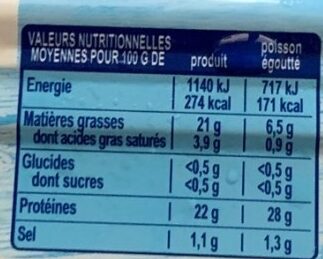 VALEURS NUTRITIONNELLES
MOYENNES POUR 100 G DE produit poisson égoutté
Energie 1140 kJ 717 kJ
274 kcal 171 kcal
Matières grasses 21 g 6,5 g
dont acides gras saturés 3,9 g 0,9 g
Glucides <0,5 g <0,5 g
dont sucres <0,5 g <0,5 g
Protéines 22 g 28 g
Sel 1,1 g 1,3 g